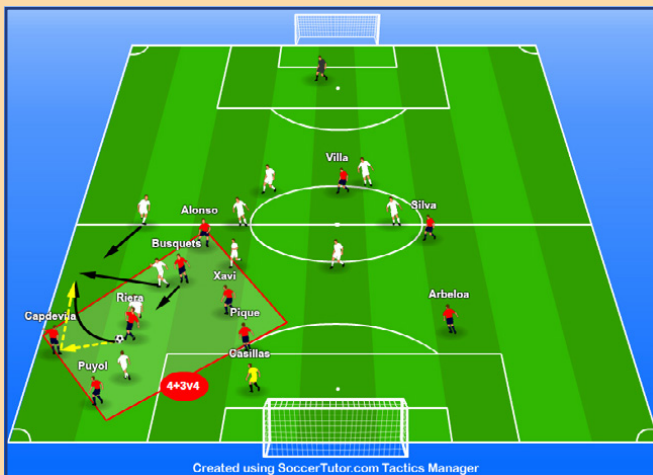 Villa
Silva
Alonso
Busquets
Xavi
Riera
Pique
Arbeloa
Capdevila
Casillas
Puyol
4+3v4
Created using SoccerTutor.com Tactics Manager